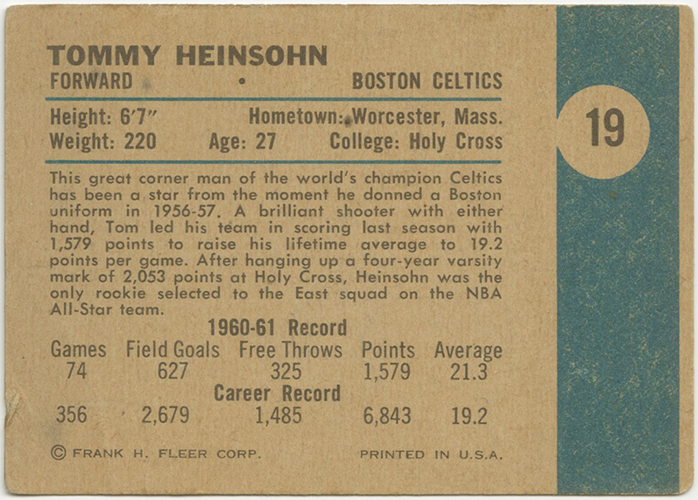 TOMMY HEINSOHN
FORWARD • BOSTON CELTICS
Height: 6'7" Hometown: Worcester, Mass.
Weight: 220 Age: 27 College: Holy Cross
19
This great corner man of the world's champion Celtics
has been a star from the moment he donned a Boston
uniform in 1956-57. A brilliant shooter with either
hand, Tom led his team in scoring last season with
1,579 points to raise his lifetime average to 19.2
points per game. After hanging up a four-year varsity
mark of 2,053 points at Holy Cross, Heinsohn was the
only rookie selected to the East squad on the NBA
All-Star team.
1960-61 Record
Games Field Goals Free Throws Points Average
74 627 325 1,579 21.3
Career Record
356 2,679 1,485 6,843 19.2
© FRANK H. FLEER CORP. PRINTED IN U.S.A.